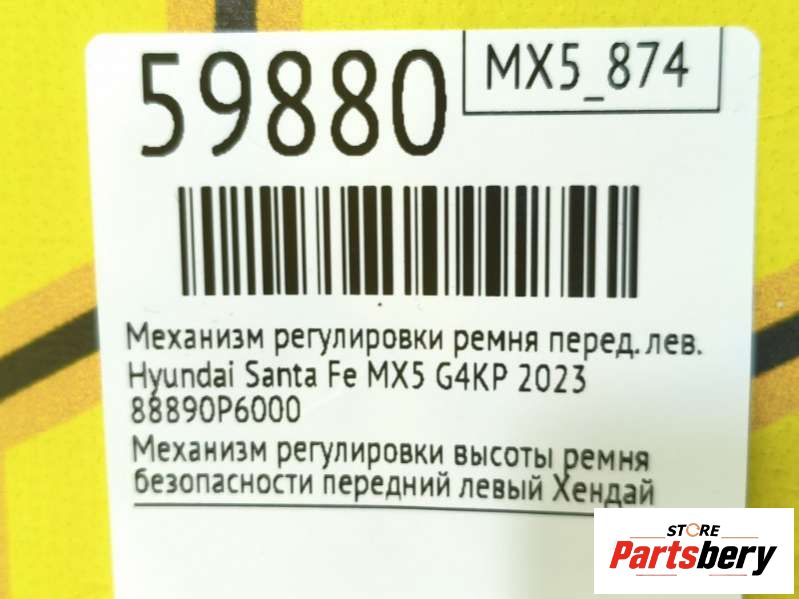 59880
MX5_874
Механизм регулировки ремня перед. лев.
Hyundai Santa Fe MX5 G4KP 2023
88890P6000
Механизм регулировки высоты ремня
безопасности передний левый Хендай
STORE
Partsbery